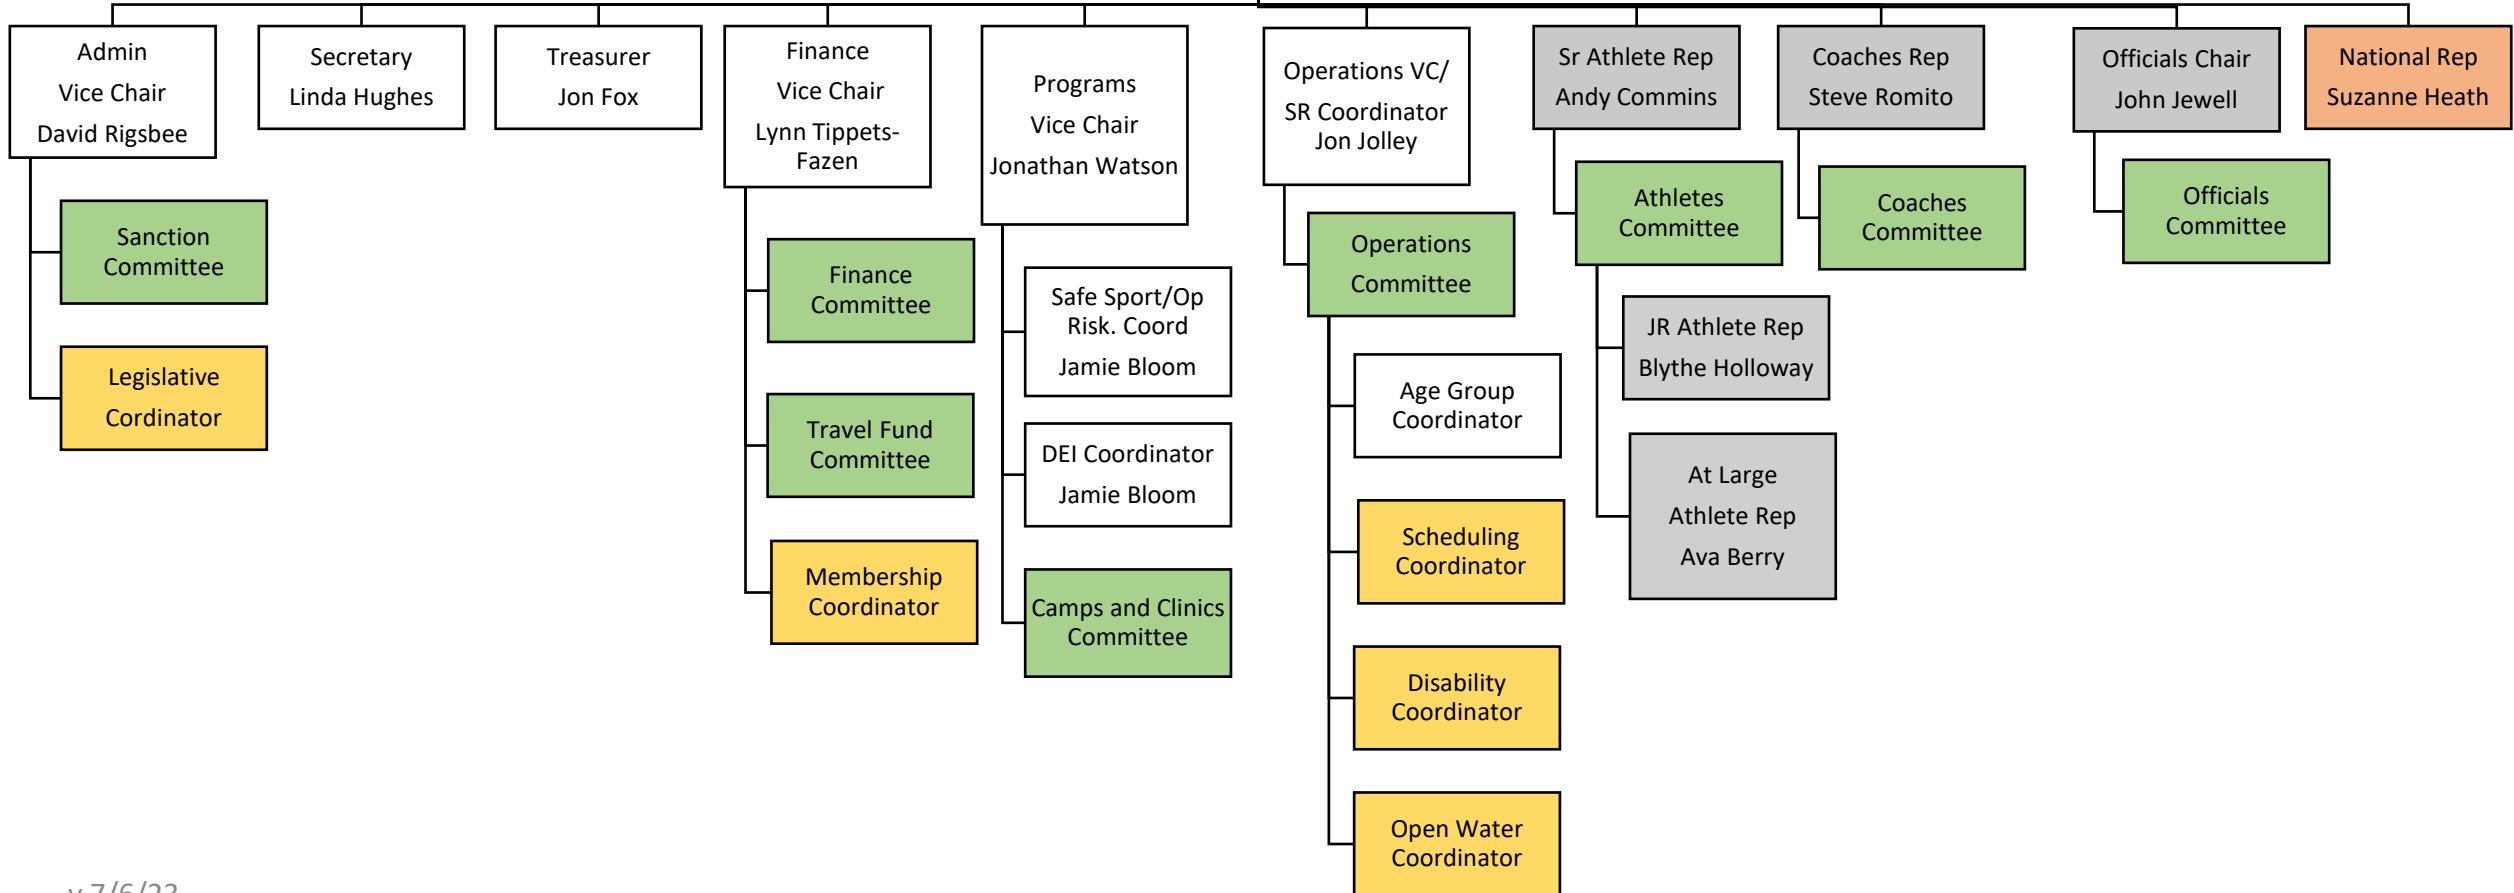 Admin
Vice Chair
David Rigsbee
Secretary
Linda Hughes
Treasurer
Jon Fox
Finance
Vice Chair
Lynn Tippets-
Fazen
Programs
Vice Chair
Jonathan Watson
Operations VC/
SR Coordinator
Jon Jolley
Sr Athlete Rep
Andy Commins
Coaches Rep
Steve Romito
Officials Chair
John Jewell
National Rep
Suzanne Heath
Sanction
Committee
Legislative
Cordinator
Finance
Committee
Travel Fund
Committee
Membership
Coordinator
Safe Sport/Op
Risk. Coord
Jamie Bloom
DEI Coordinator
Jamie Bloom
Camps and Clinics
Committee
Operations
Committee
Age Group
Coordinator
Scheduling
Coordinator
Disability
Coordinator
Open Water
Coordinator
Athletes
Committee
JR Athlete Rep
Blythe Holloway
At Large
Athlete Rep
Ava Berry
Coaches
Committee
Officials
Committee
v 7/6/23